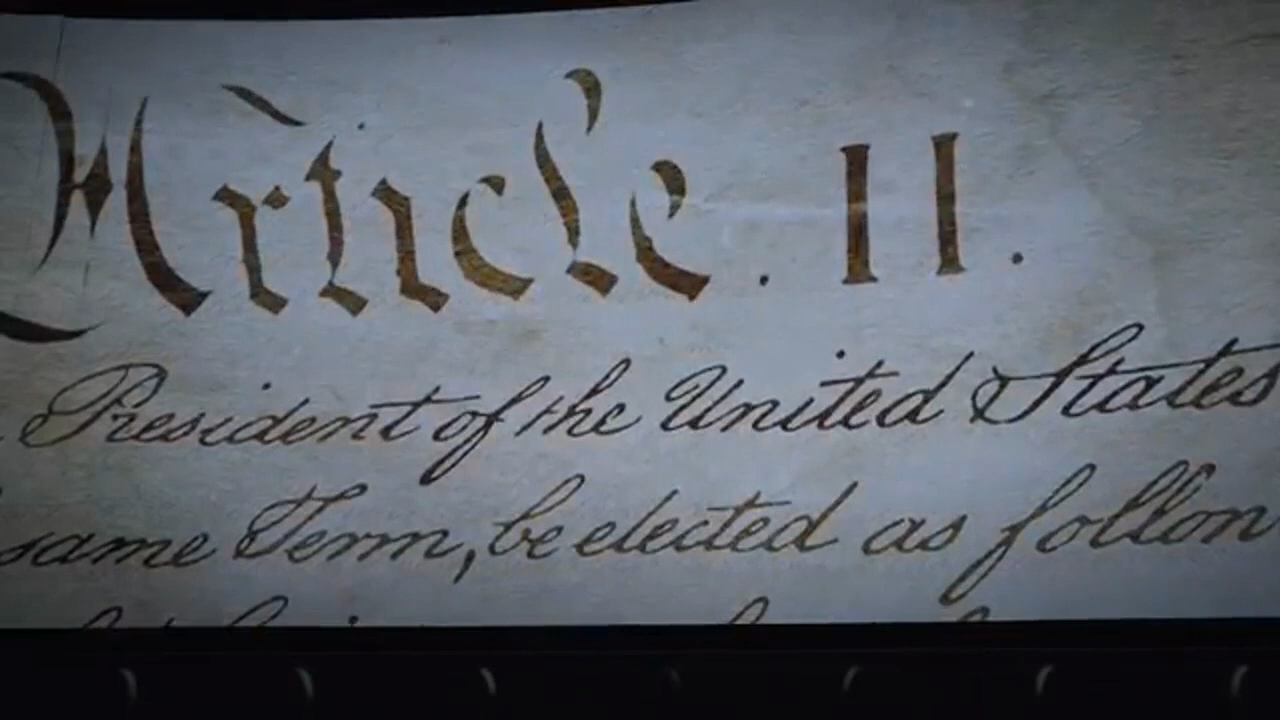 Article. II.
President of the United States
same Term, be elected as follow